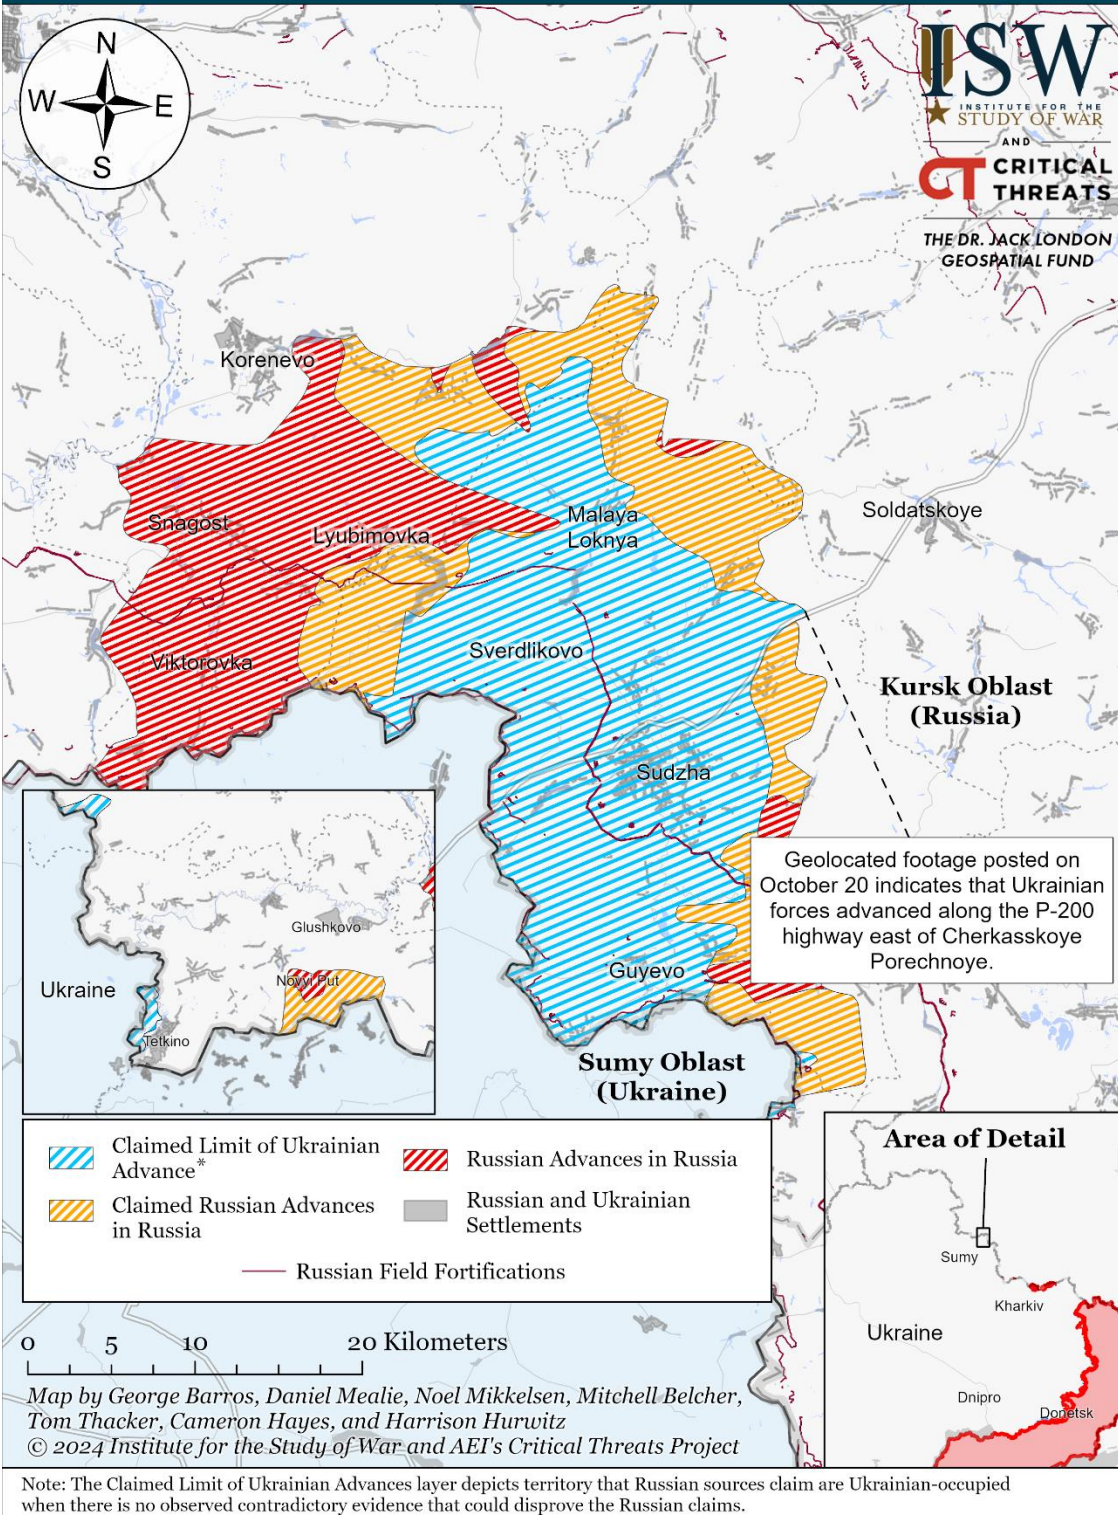 N
W
E
S
ISW
INSTITUTE FOR THE
STUDY OF WAR
AND
CT CRITICAL
THREATS
THE DR. JACK LONDON
GEOSPATIAL FUND
Korenevo
Snagost
Lyubimovka
Malaya
Loknya
Soldatskoye
Viktorovka
Sverdlikovo
Kursk Oblast
(Russia)
Sudzha
Geolocated footage posted on
October 20 indicates that Ukrainian
forces advanced along the P-200
highway east of Cherkasskoye
Porechnoye.
Guyevo
Sumy Oblast
(Ukraine)
Glushkovo
Novyi Put
Ukraine
Tetkino
Claimed Limit of Ukrainian
Advance*
Claimed Russian Advances
in Russia
Russian Advances in Russia
Russian and Ukrainian
Settlements
Russian Field Fortifications
Area of Detail
Sumy
Kharkiv
Ukraine
Dnipro
Donetsk
0 5 10 20 Kilometers
Map by George Barros, Daniel Mealie, Noel Mikkelsen, Mitchell Belcher,
Tom Thacker, Cameron Hayes, and Harrison Hurwitz
© 2024 Institute for the Study of War and AEI's Critical Threats Project
Note: The Claimed Limit of Ukrainian Advances layer depicts territory that Russian sources claim are Ukrainian-occupied
when there is no observed contradictory evidence that could disprove the Russian claims.